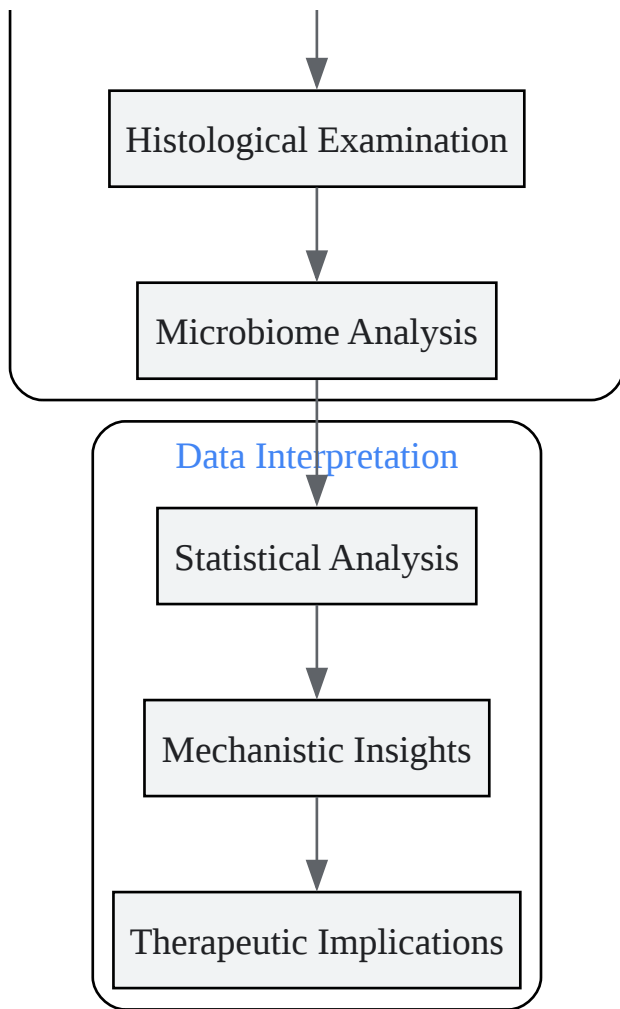 Histological Examination
Microbiome Analysis
Data Interpretation
Statistical Analysis
Mechanistic Insights
Therapeutic Implications